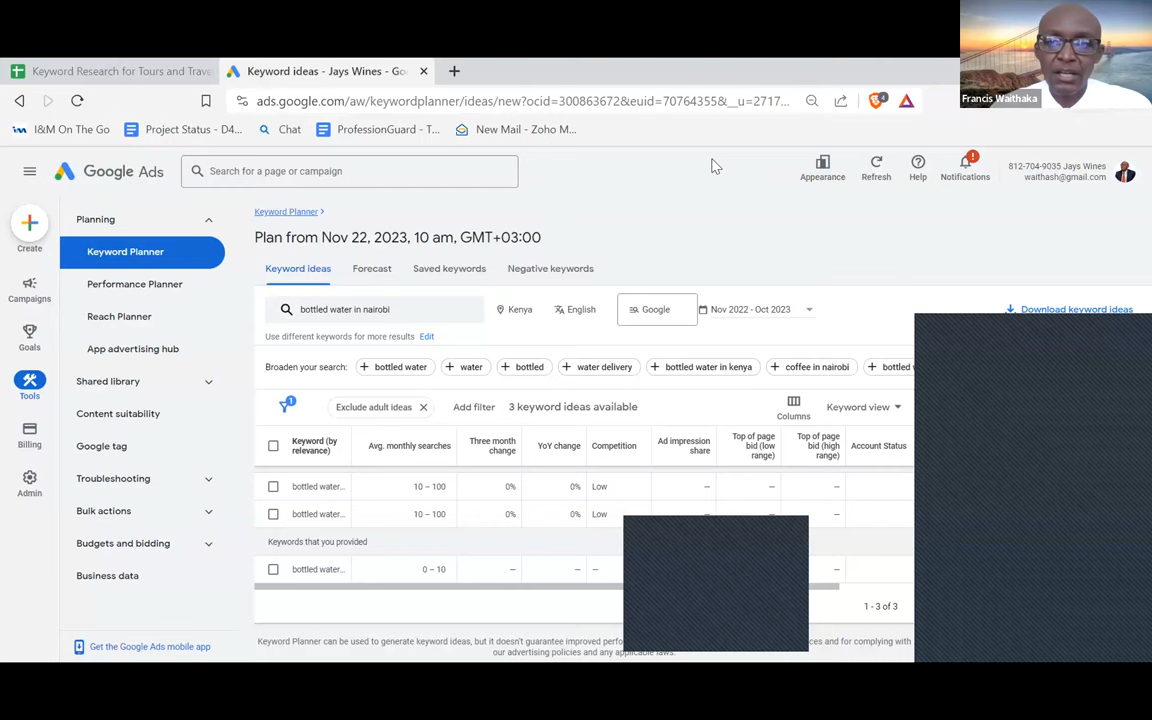 Keyword Research for Tours and Trave
Keyword ideas - Jays Wines - Go
ads.google.com/aw/keywordplanner/ideas/new?ocid=300863672&euid=70764355&__u=2717...
4
I&M On The Go
Project Status - D4...
Chat
ProfessionGuard - T...
New Mail - Zoho M...
Francis Waithaka
Google Ads
Search for a page or campaign
Appearance
Refresh
Help
Notifications
812-704-9035 Jays Wines
waithash@gmail.com
Create
Campaigns
Goals
Tools
Billing
Admin
Planning
Keyword Planner
Performance Planner
Reach Planner
App advertising hub
Shared library
Content suitability
Google tag
Troubleshooting
Bulk actions
Budgets and bidding
Business data
Get the Google Ads mobile app
Keyword Planner
Plan from Nov 22, 2023, 10 am, GMT+03:00
Keyword ideas
Forecast
Saved keywords
Negative keywords
bottled water in nairobi
Kenya
English
Google
Nov 2022 - Oct 2023
Download keyword ideas
Use different keywords for more results Edit
Broaden your search:
bottled water
water
bottled
water delivery
bottled water in kenya
coffee in nairobi
bottled
1
Exclude adult ideas
Add filter
3 keyword ideas available
Columns
Keyword view
Keyword (by relevance)
Avg. monthly searches
Three month change
YoY change
Competition
Ad impression share
Top of page bid (low range)
Top of page bid (high range)
Account Status
bottled water... 10 – 100 0% 0% Low – – –
bottled water... 10 – 100 0% 0% Low
Keywords that you provided
bottled water... 0 – 10 – – – –
1 - 3 of 3
Keyword Planner can be used to generate keyword ideas, but it doesn't guarantee improved
and for complying with
our advertising policies and any applicable laws.